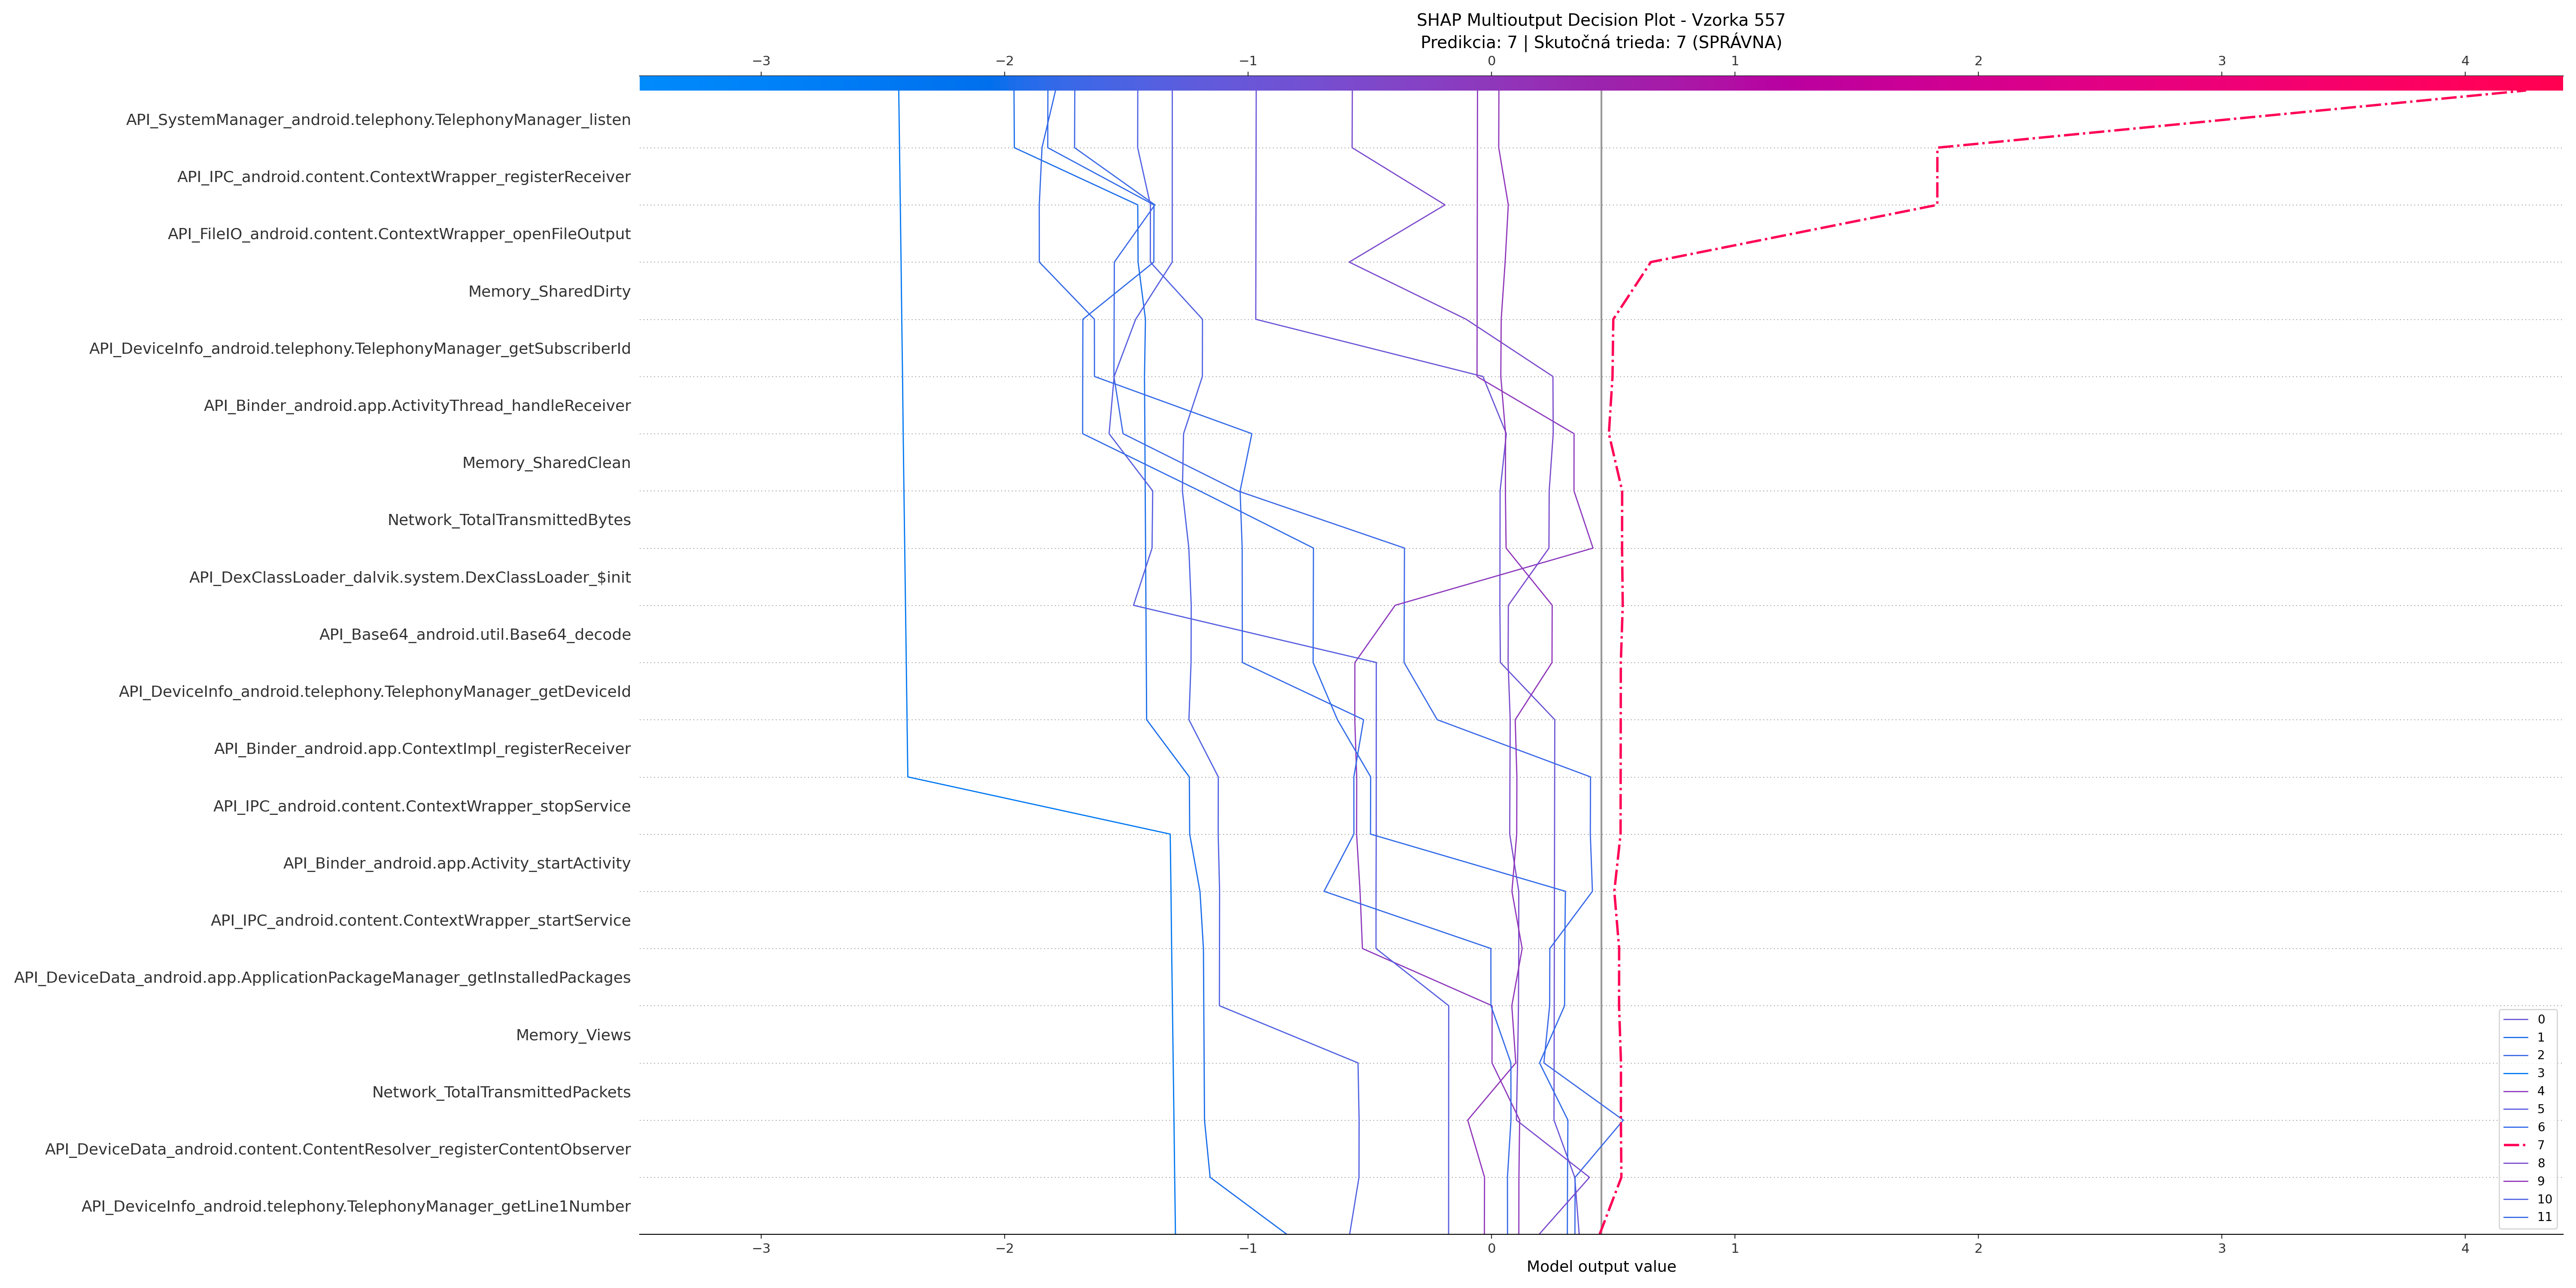 SHAP Multioutput Decision Plot - Vzorka 557
Predikcia: 7 | Skutočná trieda: 7 (SPRÁVNA)
−3 −2 −1 0 1 2 3 4
API_SystemManager_android.telephony.TelephonyManager_listen
API_IPC_android.content.ContextWrapper_registerReceiver
API_FileIO_android.content.ContextWrapper_openFileOutput
Memory_SharedDirty
API_DeviceInfo_android.telephony.TelephonyManager_getSubscriberId
API_Binder_android.app.ActivityThread_handleReceiver
Memory_SharedClean
Network_TotalTransmittedBytes
API_DexClassLoader_dalvik.system.DexClassLoader_$init
API_Base64_android.util.Base64_decode
API_DeviceInfo_android.telephony.TelephonyManager_getDeviceId
API_Binder_android.app.ContextImpl_registerReceiver
API_IPC_android.content.ContextWrapper_stopService
API_Binder_android.app.Activity_startActivity
API_IPC_android.content.ContextWrapper_startService
API_DeviceData_android.app.ApplicationPackageManager_getInstalledPackages
Memory_Views
Network_TotalTransmittedPackets
API_DeviceData_android.content.ContentResolver_registerContentObserver
API_DeviceInfo_android.telephony.TelephonyManager_getLine1Number
0
1
2
3
4
5
6
7
8
9
10
11
−3 −2 −1 0 1 2 3 4
Model output value